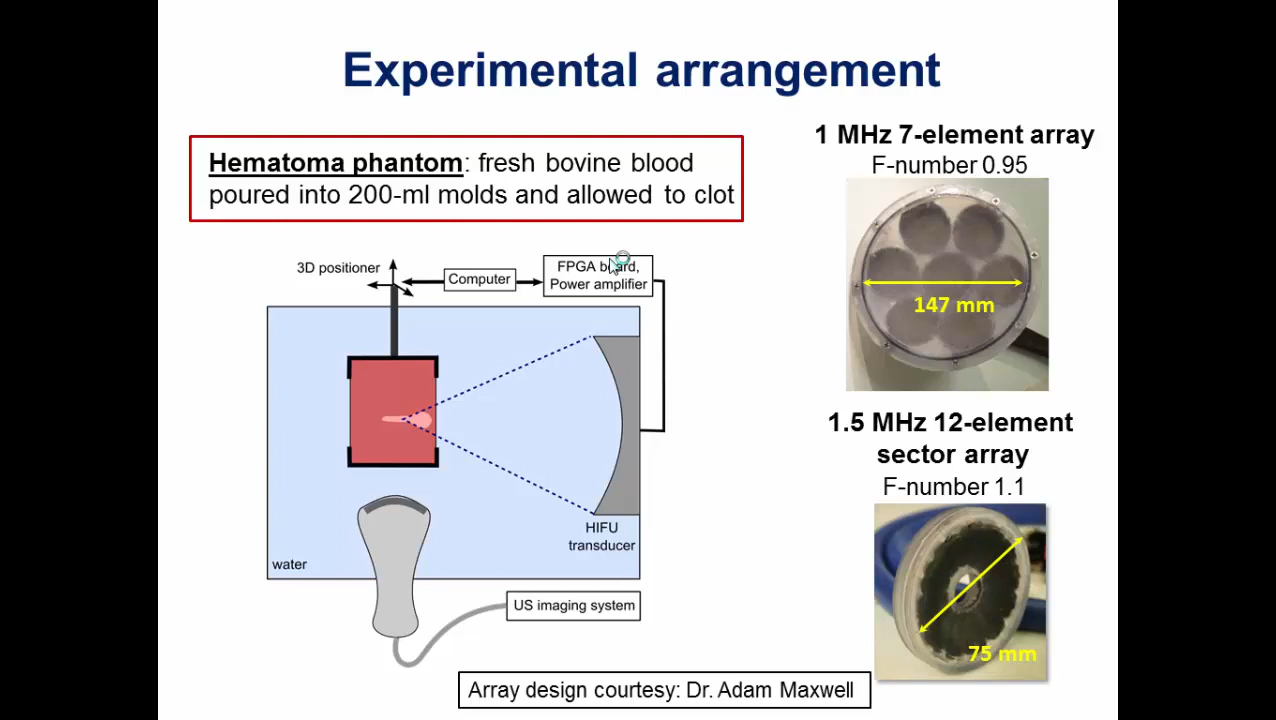 Experimental arrangement
Hematoma phantom: fresh bovine blood
poured into 200-ml molds and allowed to clot
1 MHz 7-element array
F-number 0.95
147 mm
3D positioner
Computer
FPGA board,
Power amplifier
HIFU
transducer
water
US imaging system
1.5 MHz 12-element
sector array
F-number 1.1
75 mm
Array design courtesy: Dr. Adam Maxwell